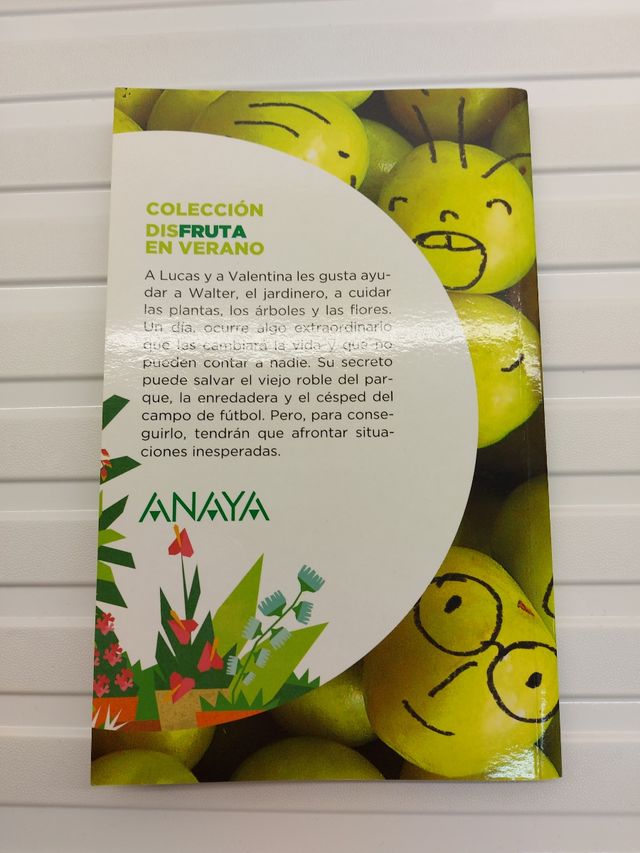 COLECCIÓN
DISFRUTA
EN VERANO
A Lucas y a Valentina les gusta ayu-
dar a Walter, el jardinero, a cuidar
las plantas, los árboles y las flores.
Un día, ocurre algo extraordinario
que les cambiará la vida y que no
pueden contar a nadie. Su secreto
puede salvar el viejo roble del par-
que, la enredadera y el césped del
campo de fútbol. Pero, para conse-
guirlo, tendrán que afrontar situa-
ciones inesperadas.
ANAYA